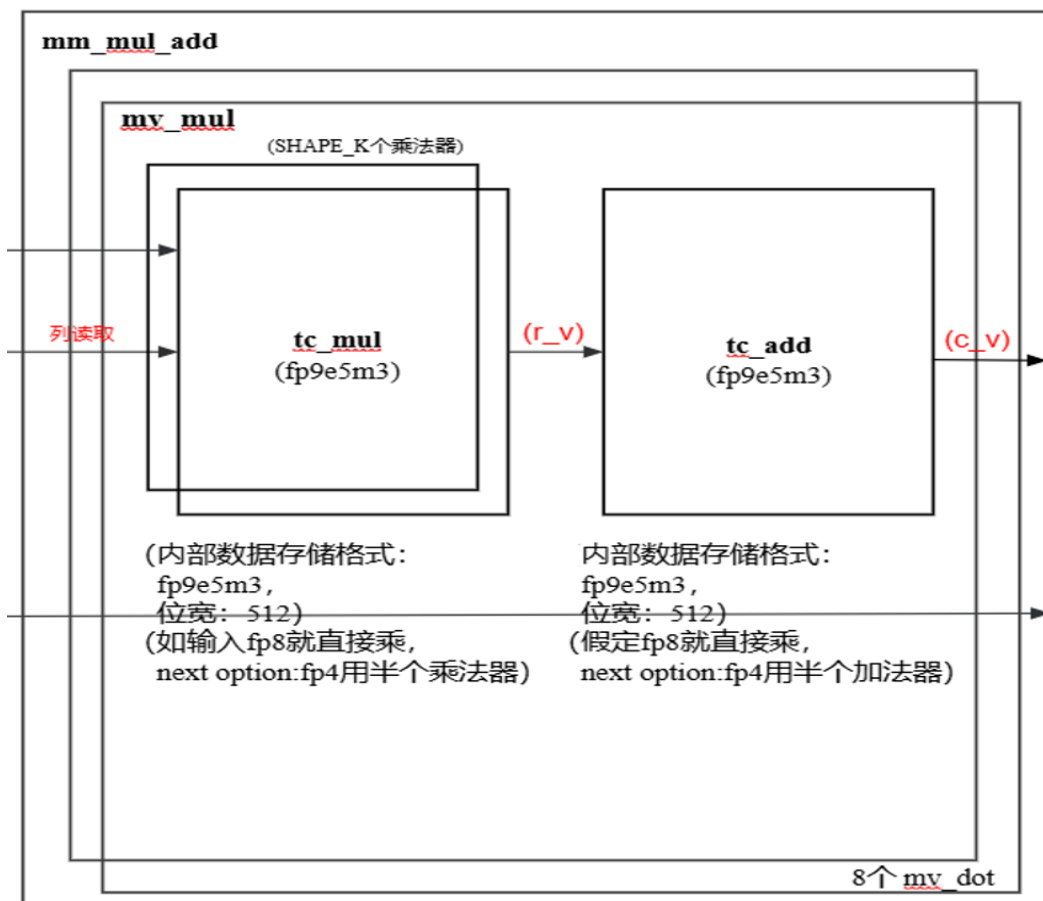 mm_mul_add
mv_mul
(SHAPE_K个乘法器)
列读取
tc_mul
(fp9e5m3)
(r_v)
tc_add
(fp9e5m3)
(c_v)
(内部数据存储格式：
fp9e5m3，
位宽：512)
(如输入fp8就直接乘，
next option:fp4用半个乘法器)
内部数据存储格式：
fp9e5m3，
位宽：512)
(假定fp8就直接乘，
next option:fp4用半个加法器)
8个 mv_dot